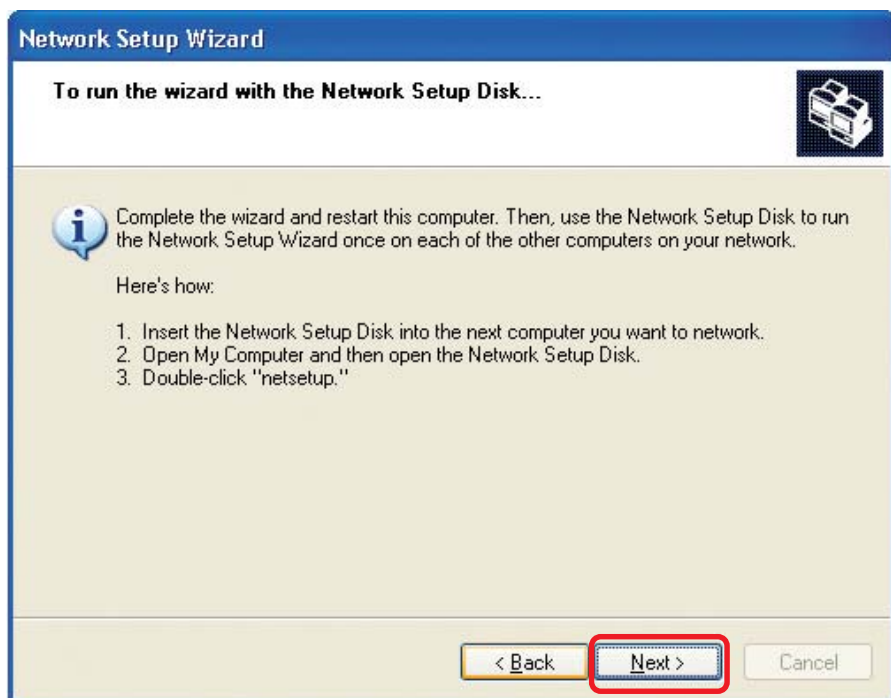 Network Setup Wizard
To run the wizard with the Network Setup Disk...
Complete the wizard and restart this computer. Then, use the Network Setup Disk to run
the Network Setup Wizard once on each of the other computers on your network.
Here's how:
1. Insert the Network Setup Disk into the next computer you want to network.
2. Open My Computer and then open the Network Setup Disk.
3. Double-click "netsetup."
< Back
Next >
Cancel